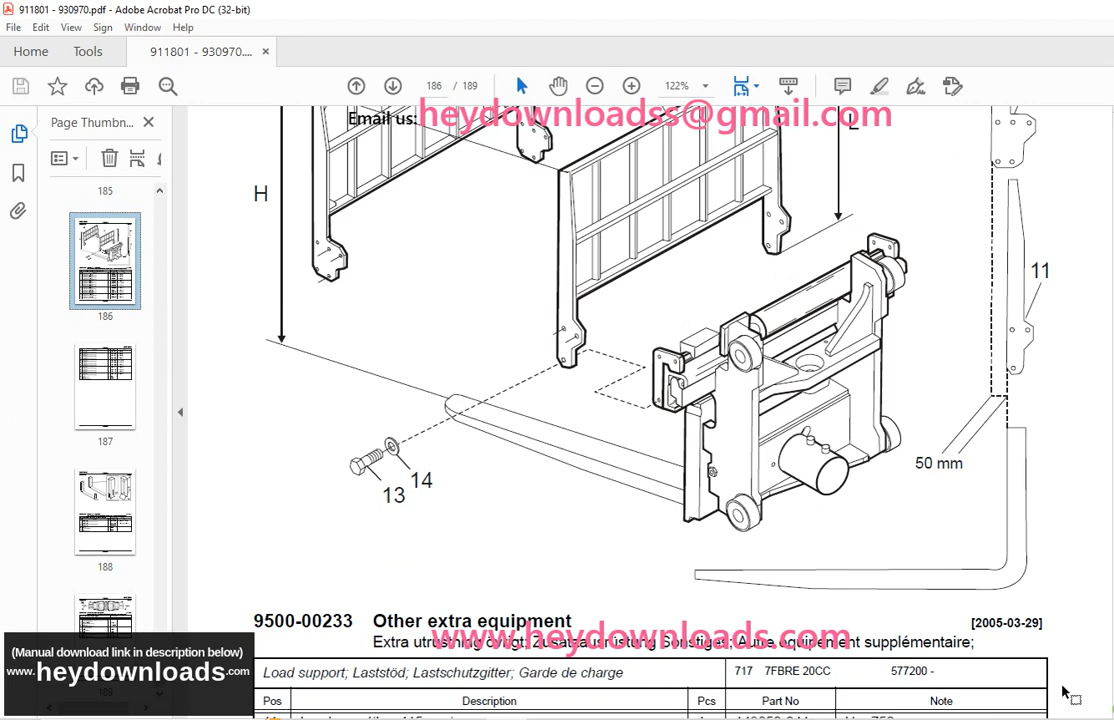 911801 - 930970.pdf - Adobe Acrobat Pro DC (32-bit)
File Edit View Sign Window Help
Home Tools 911801 - 930970.... ×
186 / 189 122%
Page Thumbn...
185
186
187
188
189
Email us: heydownloadss@gmail.com
L
H
11
50 mm
14
13
9500-00233 Other extra equipment [2005-03-29]
Extra utrustning övrigt; Zusatzausrüstung Sonstiges; Autre équipement supplémentaire;
www.heydownloads.com
Load support; Laststöd; Lastschutzgitter; Garde de charge 717 7FBRE 20CC 577200 -
Pos Description Pcs Part No Note
(Manual download link in description below)
www.heydownloads.com